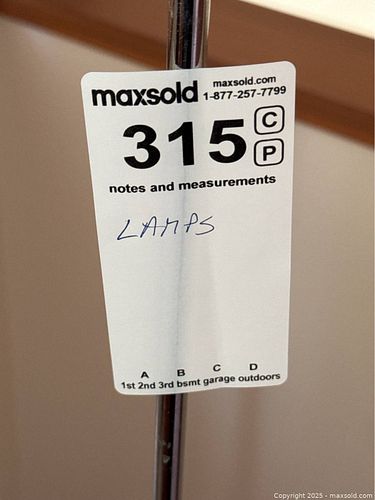 maxsold maxsold.com
1-877-257-7799
315 C
P
notes and measurements
LAMPS
A B C D
1st 2nd 3rd bsmt garage outdoors
Copyright 2025 - maxsold.com